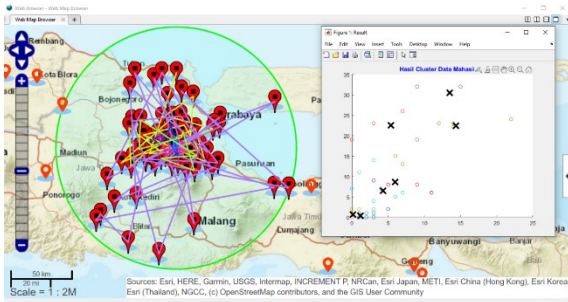 Web Map Browser - Web Map Browser
Web Map Browser
Rembang
Kota Blora
Bojonegoro
Surabaya
Madiun
Pasuruan
Ponorogo
Kediri
Blitar
Malang
Lumajang
Jawa Timur
Banyuwangi
Banjar
Bali
Figure 1: Result
File Edit View Insert Tools Desktop Window Help
Hasil Cluster Data Mahasi
35
30
25
20
15
10
5
0
0 5 10 15 20 25
50 km
20 mi
Scale = 1 : 2M
Sources: Esri, HERE, Garmin, USGS, Intermap, INCREMENT P, NRCan, Esri Japan, METI, Esri China (Hong Kong), Esri Korea
Esri (Thailand), NGCC, (c) OpenStreetMap contributors, and the GIS User Community